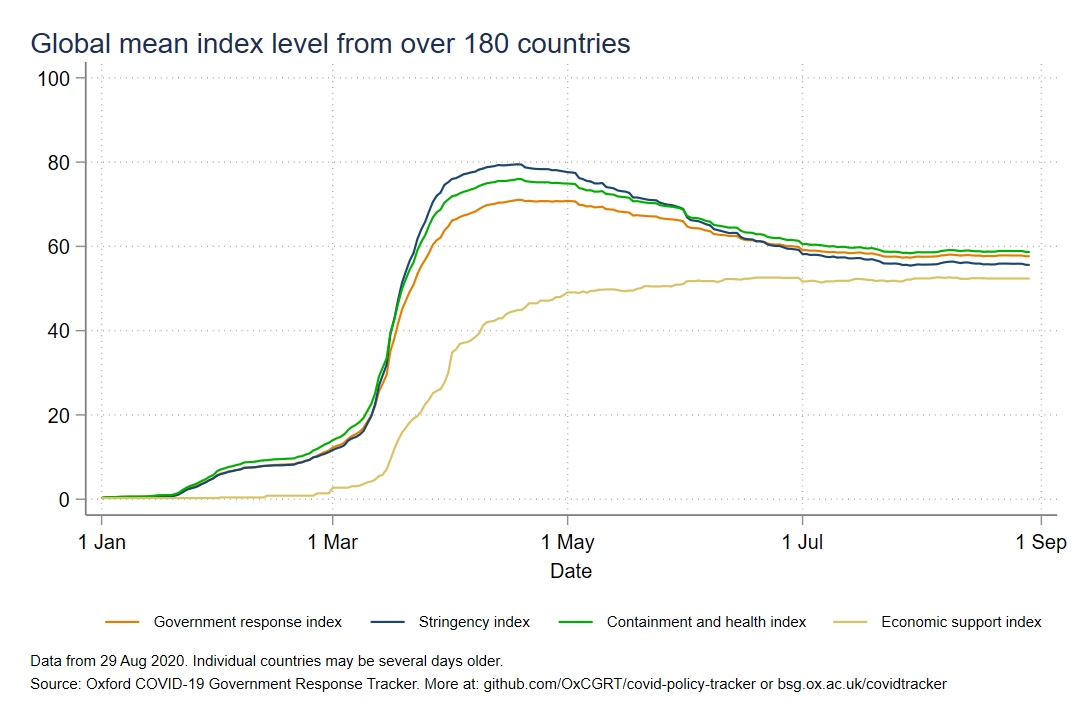 Global mean index level from over 180 countries
100
80
60
40
20
0
1 Jan
1 Mar
1 May
1 Jul
1 Sep
Date
Government response index
Stringency index
Containment and health index
Economic support index
Data from 29 Aug 2020. Individual countries may be several days older.
Source: Oxford COVID-19 Government Response Tracker. More at: github.com/OxCGRT/covid-policy-tracker or bsg.ox.ac.uk/covidtracker